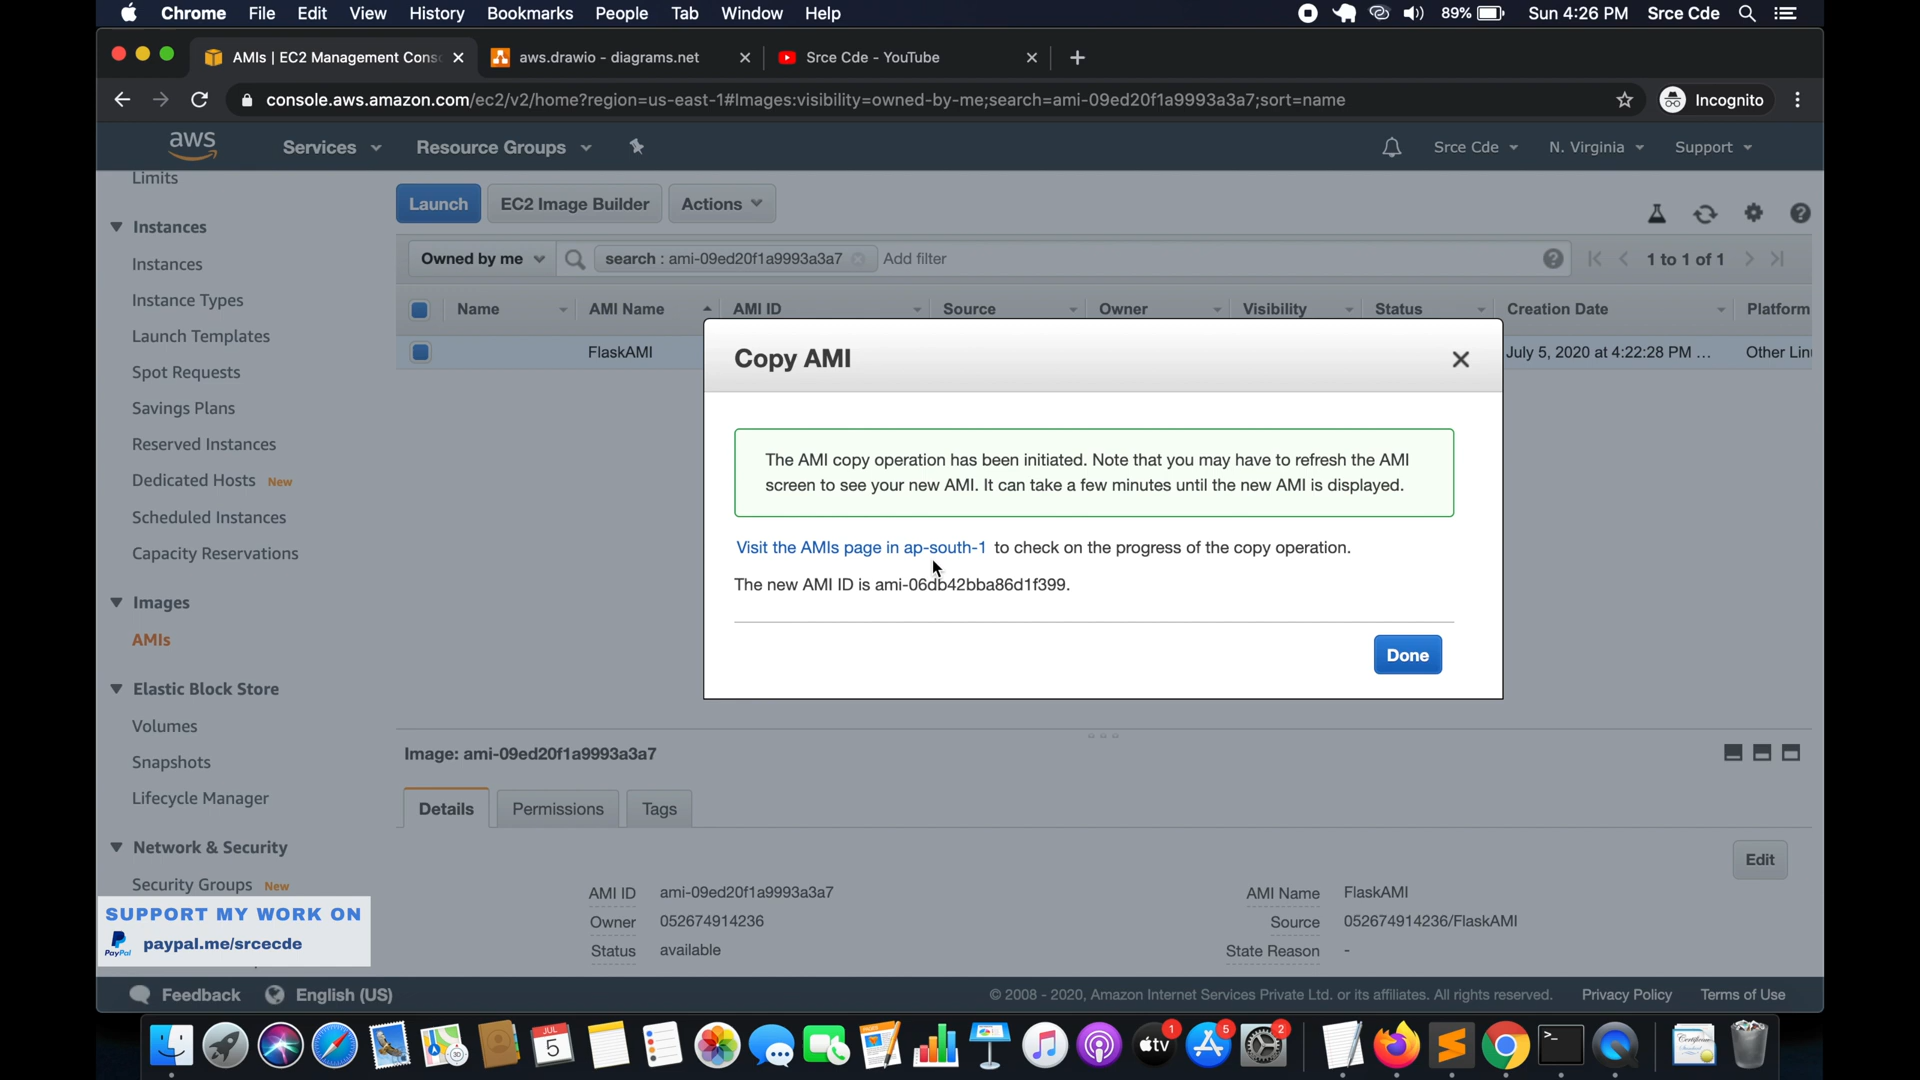 Chrome File Edit View History Bookmarks People Tab Window Help 89% Sun 4:26 PM Srce Cde
AMIs | EC2 Management Cons
aws.drawio - diagrams.net
Srce Cde - YouTube
console.aws.amazon.com/ec2/v2/home?region=us-east-1#Images:visibility=owned-by-me;search=ami-09ed20f1a9993a3a7;sort=name
Incognito
aws Services Resource Groups Srce Cde N. Virginia Support
Limits
Instances
Instances
Instance Types
Launch Templates
Spot Requests
Savings Plans
Reserved Instances
Dedicated Hosts New
Scheduled Instances
Capacity Reservations
Images
AMIs
Elastic Block Store
Volumes
Snapshots
Lifecycle Manager
Network & Security
Security Groups New
SUPPORT MY WORK ON
PayPal paypal.me/srcecde
Launch EC2 Image Builder Actions
Owned by me search : ami-09ed20f1a9993a3a7 Add filter 1 to 1 of 1
Name AMI Name AMI ID Source Owner Visibility Status Creation Date Platform
FlaskAMI July 5, 2020 at 4:22:28 PM ... Other Lin
Copy AMI
The AMI copy operation has been initiated. Note that you may have to refresh the AMI
screen to see your new AMI. It can take a few minutes until the new AMI is displayed.
Visit the AMIs page in ap-south-1 to check on the progress of the copy operation.
The new AMI ID is ami-06db42bba86d1f399.
Done
Image: ami-09ed20f1a9993a3a7
Details Permissions Tags
Edit
AMI ID ami-09ed20f1a9993a3a7 AMI Name FlaskAMI
Owner 052674914236 Source 052674914236/FlaskAMI
Status available State Reason -
Feedback English (US) © 2008 - 2020, Amazon Internet Services Private Ltd. or its affiliates. All rights reserved. Privacy Policy Terms of Use
JUL
5
tv
1
5
2